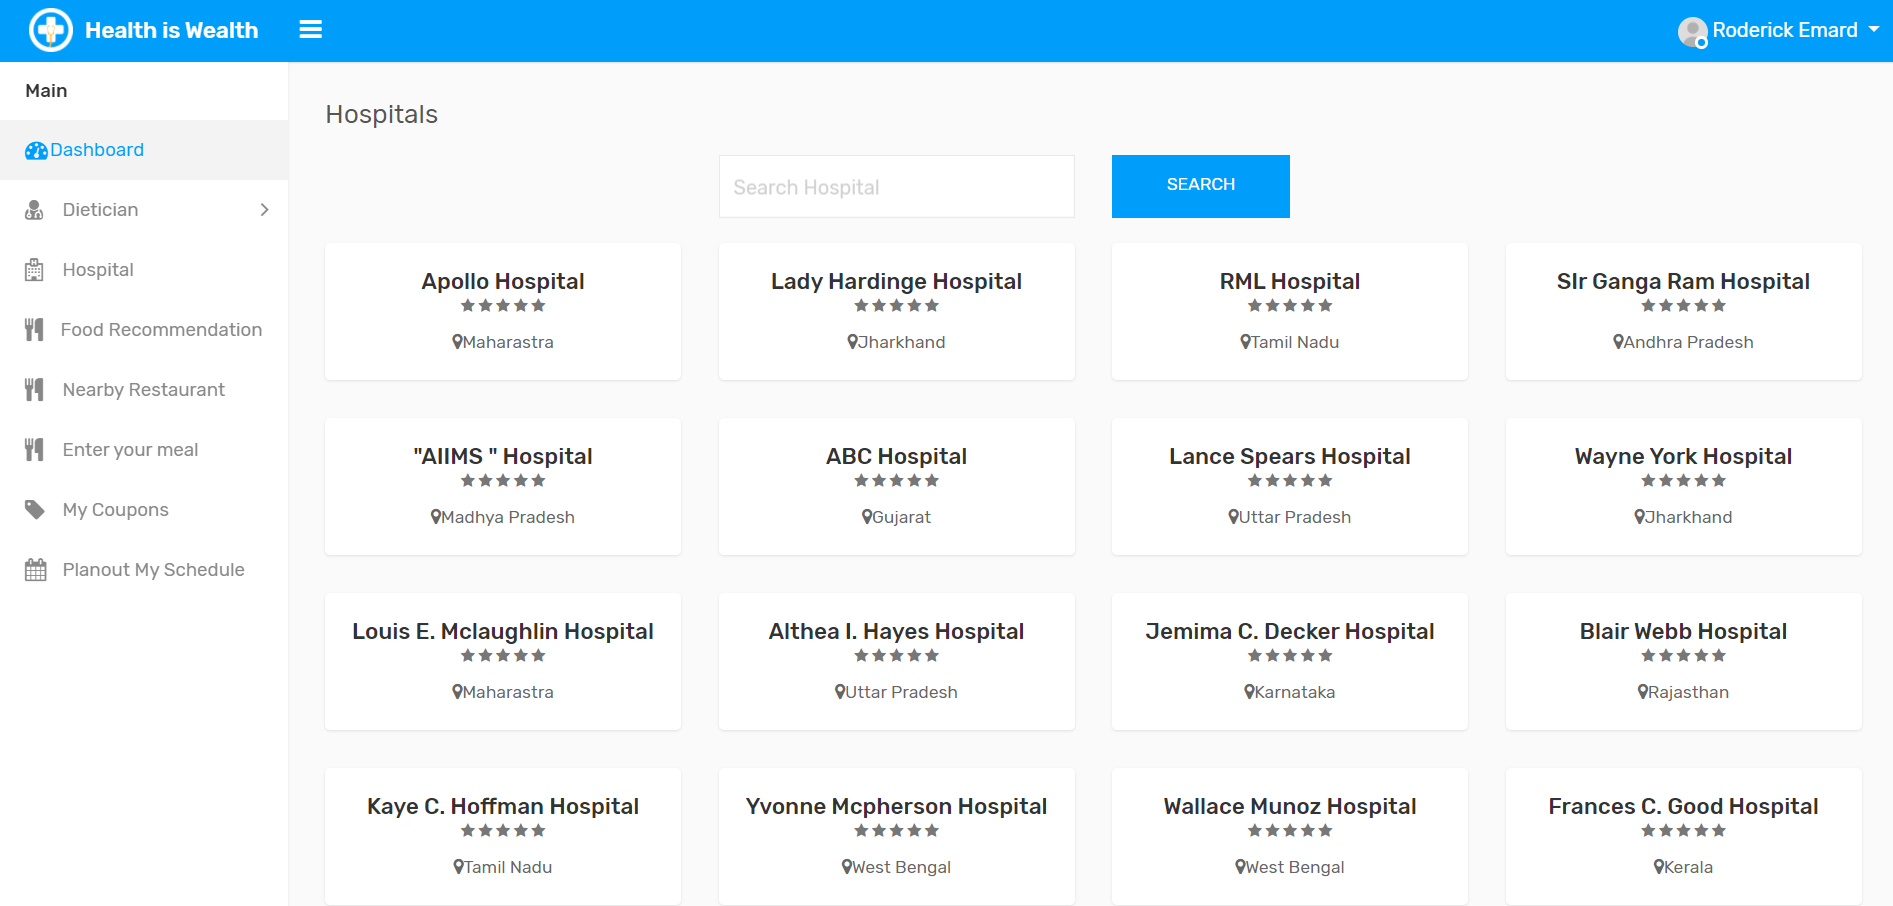 Health is Wealth
Roderick Emard
Main
Dashboard
Dietician
Hospital
Food Recommendation
Nearby Restaurant
Enter your meal
My Coupons
Planout My Schedule
Hospitals
Search Hospital
SEARCH
Apollo Hospital
Maharastra
Lady Hardinge Hospital
Jharkhand
RML Hospital
Tamil Nadu
SIr Ganga Ram Hospital
Andhra Pradesh
"AIIMS " Hospital
Madhya Pradesh
ABC Hospital
Gujarat
Lance Spears Hospital
Uttar Pradesh
Wayne York Hospital
Jharkhand
Louis E. Mclaughlin Hospital
Maharastra
Althea I. Hayes Hospital
Uttar Pradesh
Jemima C. Decker Hospital
Karnataka
Blair Webb Hospital
Rajasthan
Kaye C. Hoffman Hospital
Tamil Nadu
Yvonne Mcpherson Hospital
West Bengal
Wallace Munoz Hospital
West Bengal
Frances C. Good Hospital
Kerala